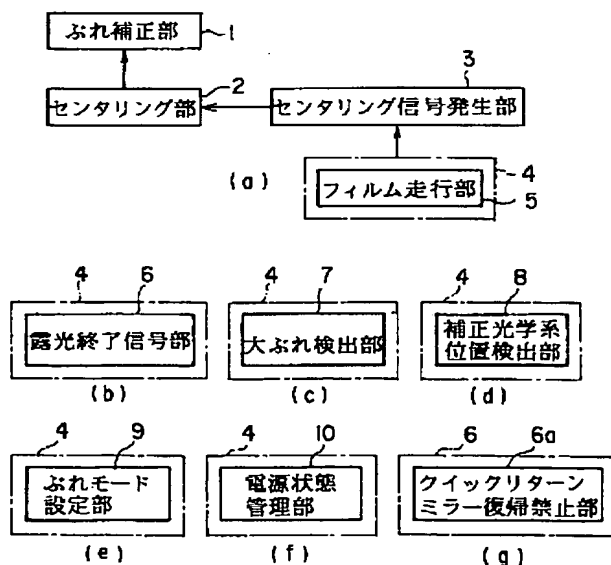 1
ぶれ補正部
2
3
センタリング部
センタリング信号発生部
(a)
4
フィルム走行部
5
4 6
露光終了信号部
(b)
4 7
大ぶれ検出部
(c)
4 8
補正光学系
位置検出部
(d)
4 9
ぶれモード
設定部
(e)
4 10
電源状態
管理部
(f)
6 6a
クイックリターン
ミラー復帰禁止部
(g)